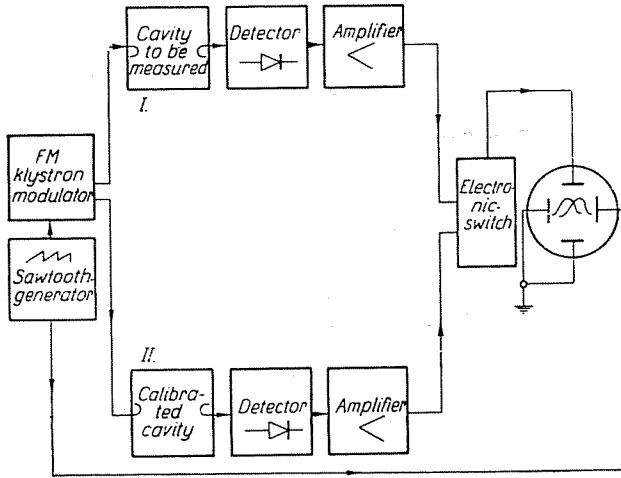 Cavity
to be
measured
Detector
Amplifier
I.
FM
klystron
modulator
Electro-
nic-
switch
Sawtooth-
generator
II.
Calibra-
ted
cavity
Detector
Amplifier